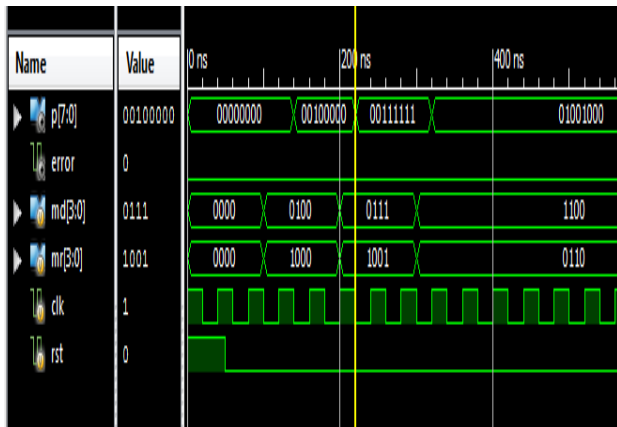 Name Value 0 ns 200 ns 400 ns
p[7:0] 00100000 00000000 00100000 00111111 01001000
error 0
md[3:0] 0111 0000 0100 0111 1100
mr[3:0] 1001 0000 1000 1001 0110
clk 1
rst 0